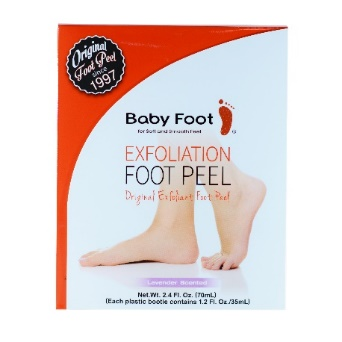 Original
Foot Peel
since
1997
Baby Foot
for Soft and Smooth Feet
EXFOLIATION
FOOT PEEL
Original Exfoliant Foot Peel
Lavender Scented
Net.Wt. 2.4 Fl. Oz. (70mL)
(Each plastic bootie contains 1.2 Fl. Oz./35mL)